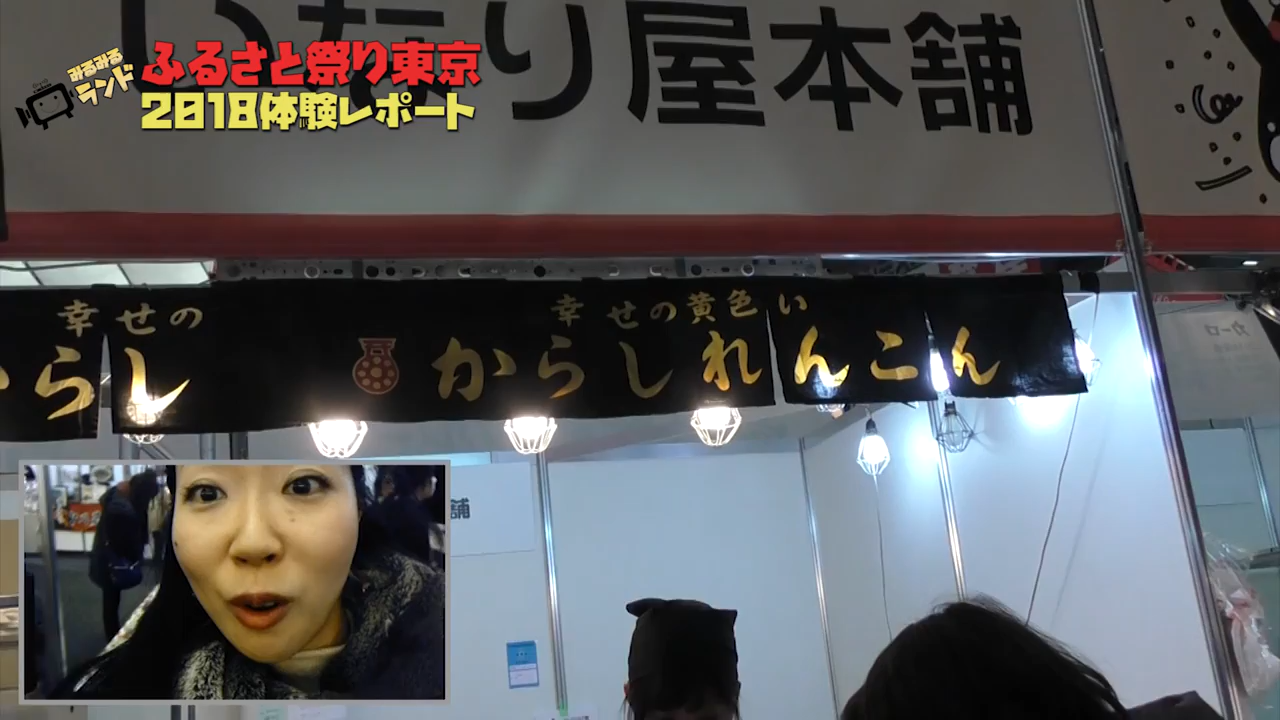 みるみる
ランド
ふるさと祭り東京
2018体験レポート
いなり屋本舗
幸せの
からし
幸せの黄色い
からしれんこん
舗